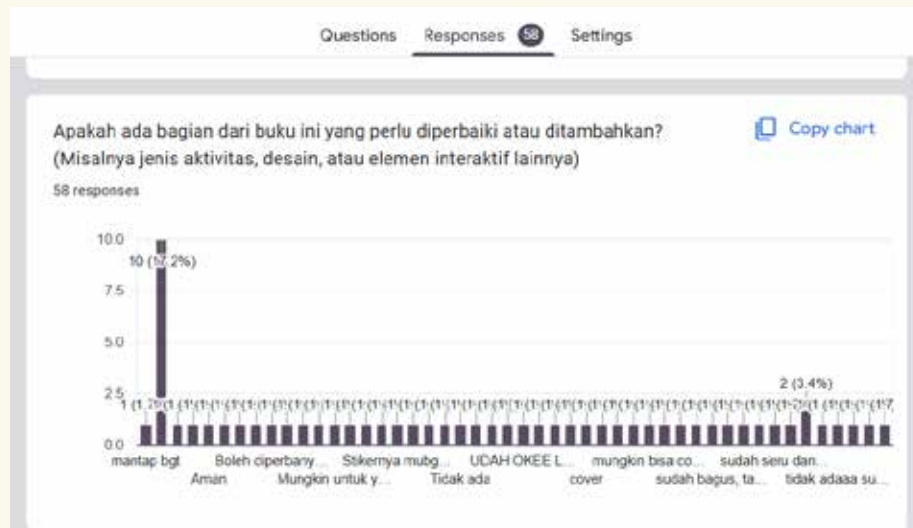 Questions Responses 58 Settings
Apakah ada bagian dari buku ini yang perlu diperbaiki atau ditambahkan?
Copy chart
(Misalnya jenis aktivitas, desain, atau elemen interaktif lainnya)
58 responses
10.0
10 (17.2%)
7.5
5.0
2.5
2 (3.4%)
0.0
mantap bgt Boleh diperbany... Stikernya mubg... UDAH OKEE L... mungkin bisa co... sudah seru dan...
Aman Mungkin untuk y... Tidak ada cover sudah bagus, ta... tidak adaaa su...